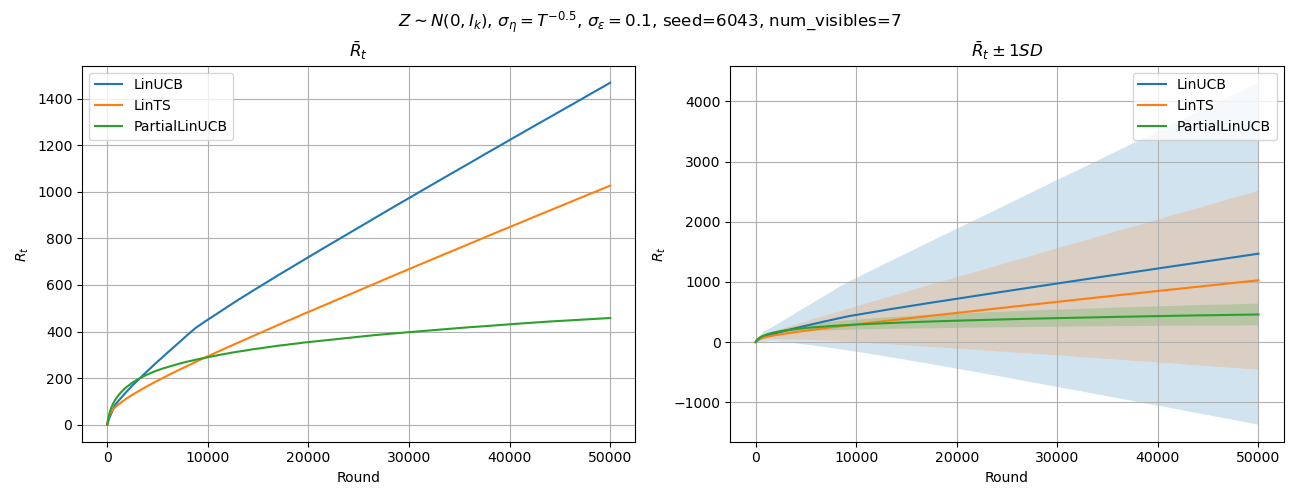 Z ~ N(0, I_k), σ_η = T^{-0.5}, σ_ε = 0.1, seed=6043, num_visibles=7
R̄_t
LinUCB
LinTS
PartialLinUCB
1400
1200
1000
800
600
400
200
0
R_t
0 10000 20000 30000 40000 50000
Round
R̄_t ± 1SD
LinUCB
LinTS
PartialLinUCB
4000
3000
2000
1000
0
−1000
R_t
0 10000 20000 30000 40000 50000
Round